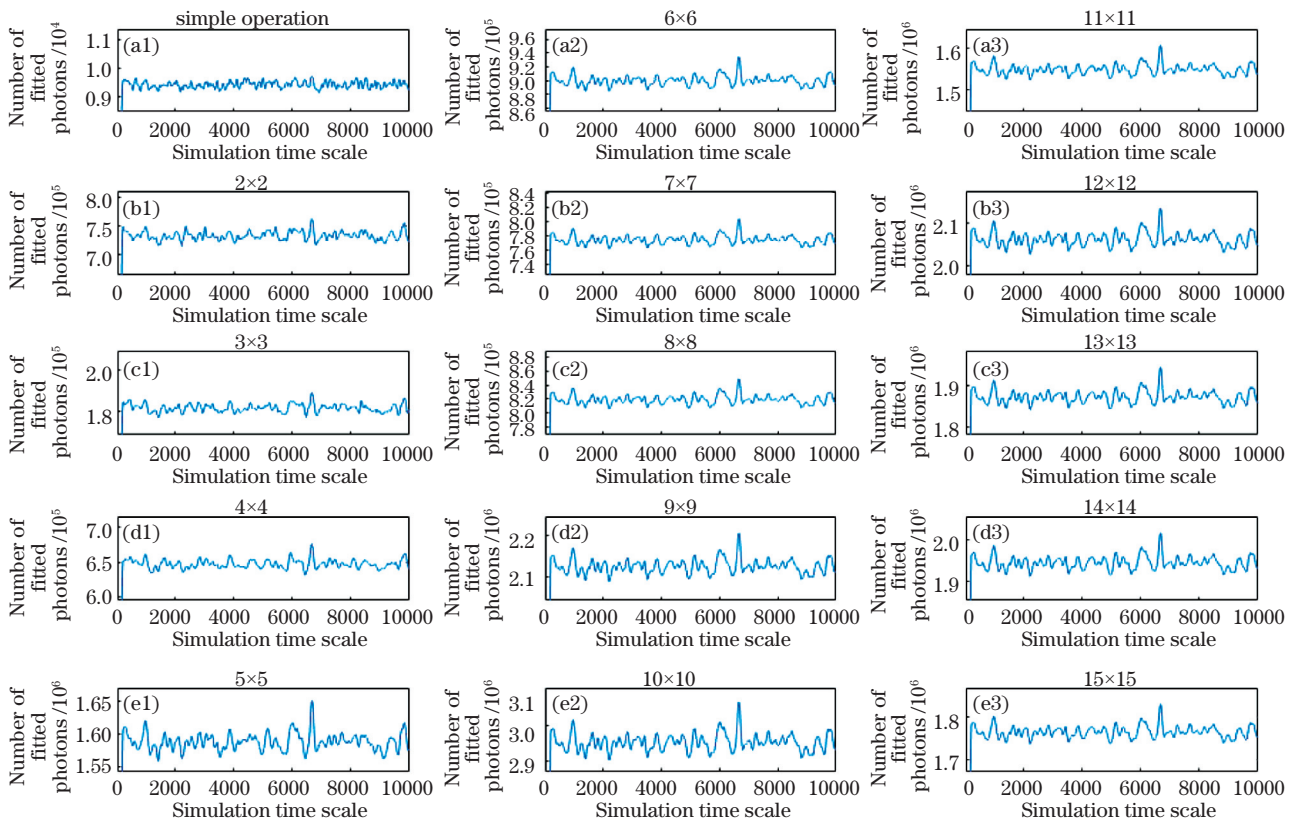 simple operation
Number of
fitted
photons /10⁴
1.1
1.0
0.9
(a1)
0 2000 4000 6000 8000 10000
Simulation time scale
6×6
Number of
fitted
photons /10⁵
9.6
9.4
9.2
9.0
8.8
8.6
(a2)
0 2000 4000 6000 8000 10000
Simulation time scale
11×11
Number of
fitted
photons /10⁶
1.6
1.5
(a3)
0 2000 4000 6000 8000 10000
Simulation time scale
2×2
Number of
fitted
photons /10⁵
8.0
7.5
7.0
(b1)
0 2000 4000 6000 8000 10000
Simulation time scale
7×7
Number of
fitted
photons /10⁵
8.4
8.2
8.0
7.8
7.6
7.4
(b2)
0 2000 4000 6000 8000 10000
Simulation time scale
12×12
Number of
fitted
photons /10⁶
2.1
2.0
(b3)
0 2000 4000 6000 8000 10000
Simulation time scale
3×3
Number of
fitted
photons /10⁵
2.0
1.8
(c1)
0 2000 4000 6000 8000 10000
Simulation time scale
8×8
Number of
fitted
photons /10⁵
8.8
8.6
8.4
8.2
8.0
7.8
(c2)
0 2000 4000 6000 8000 10000
Simulation time scale
13×13
Number of
fitted
photons /10⁶
1.9
1.8
(c3)
0 2000 4000 6000 8000 10000
Simulation time scale
4×4
Number of
fitted
photons /10⁵
7.0
6.5
6.0
(d1)
0 2000 4000 6000 8000 10000
Simulation time scale
9×9
Number of
fitted
photons /10⁶
2.2
2.1
(d2)
0 2000 4000 6000 8000 10000
Simulation time scale
14×14
Number of
fitted
photons /10⁶
2.0
1.9
(d3)
0 2000 4000 6000 8000 10000
Simulation time scale
5×5
Number of
fitted
photons /10⁶
1.65
1.60
1.55
(e1)
0 2000 4000 6000 8000 10000
Simulation time scale
10×10
Number of
fitted
photons /10⁶
3.1
3.0
2.9
(e2)
0 2000 4000 6000 8000 10000
Simulation time scale
15×15
Number of
fitted
photons /10⁶
1.8
1.7
(e3)
0 2000 4000 6000 8000 10000
Simulation time scale